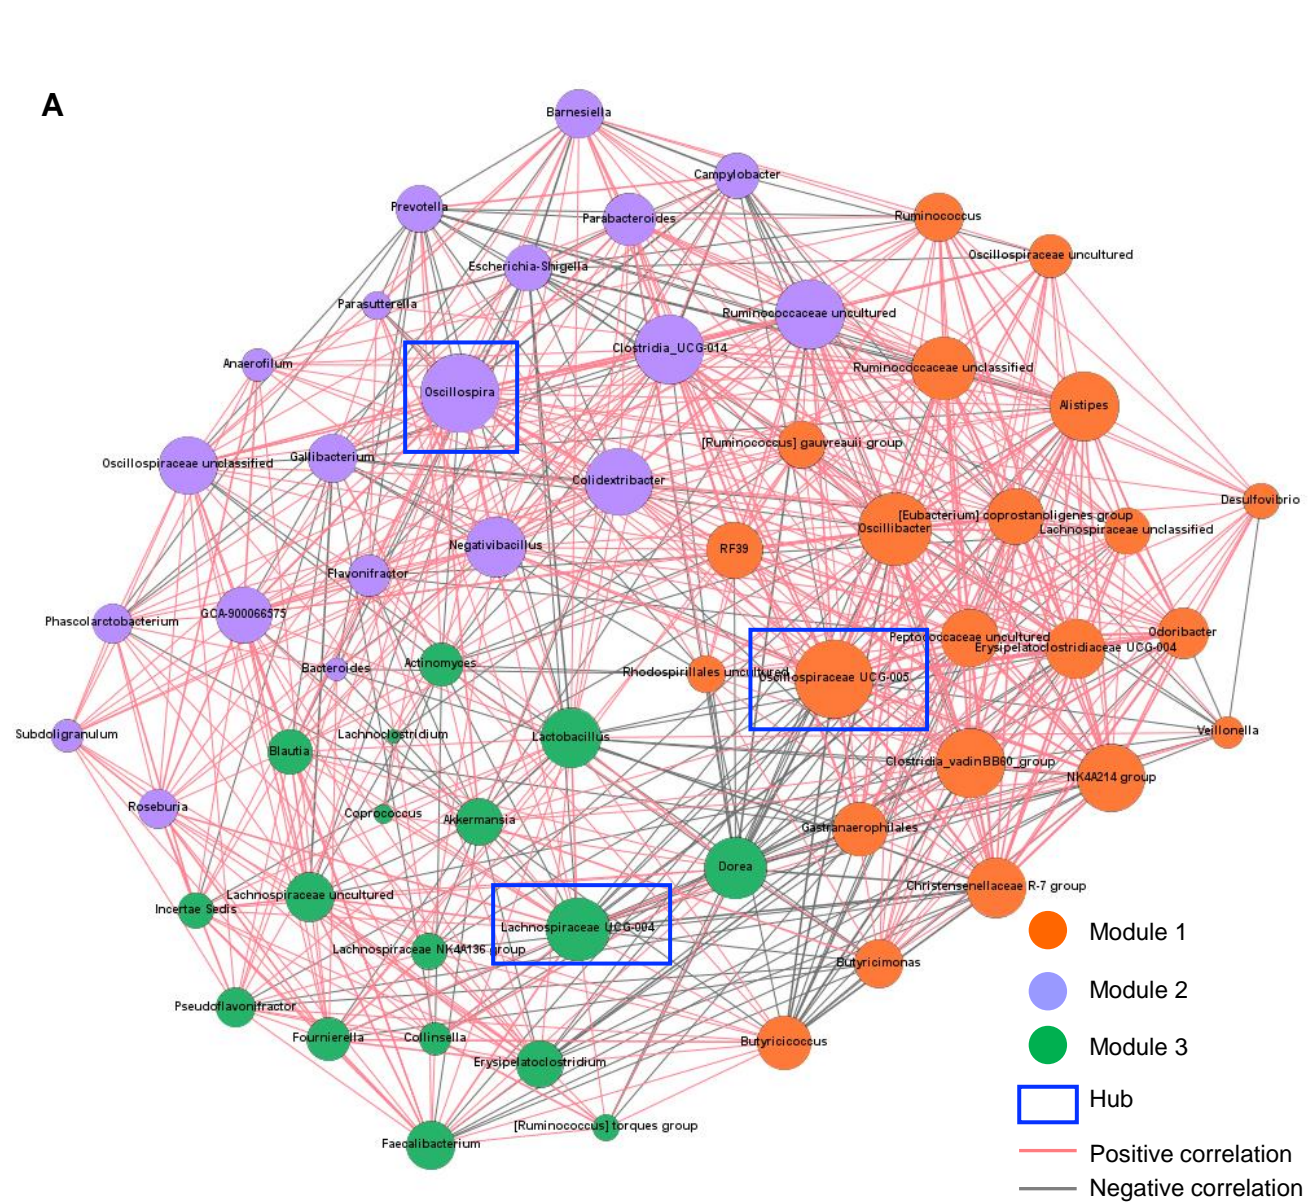 A
Barnesiella
Campylobacter
Prevotella
Parabacteroides
Ruminococcus
Oscillospiraceae uncultured
Escherichia-Shigella
Parasutterella
Ruminococcaceae uncultured
Clostridia_UCG-014
Anaerofilum
Ruminococcaceae unclassified
Oscillospira
Alistipes
[Ruminococcus] gauvreauii group
Gallibacterium
Oscillospiraceae unclassified
Colidextribacter
Desulfovibrio
[Eubacterium] coprostanoligenes group
Oscillibacter
Lachnospiraceae unclassified
Negativibacillus
RF39
Flavonifractor
GCA-900066575
Phascolarctobacterium
Odoribacter
Peptococcaceae uncultured
Erysipelatoclostridiaceae UCG-004
Actinomyces
Bacteroides
Rhodospirillales uncultured
Oscillospiraceae UCG-005
Subdoligranulum
Lachnoclostridium
Lactobacillus
Veillonella
Blautia
Clostridia_vadinBB60_group
NK4A214 group
Roseburia
Coprococcus
Akkermansia
Gastranaerophilales
Dorea
Christensenellaceae R-7 group
Lachnospiraceae uncultured
Incertae Sedis
Lachnospiraceae UCG-004
Lachnospiraceae NK4A136 group
Butyricimonas
Pseudoflavonifractor
Fournierella
Collinsella
Butyricicoccus
Erysipelatoclostridium
[Ruminococcus] torques group
Faecalibacterium
Module 1
Module 2
Module 3
Hub
Positive correlation
Negative correlation